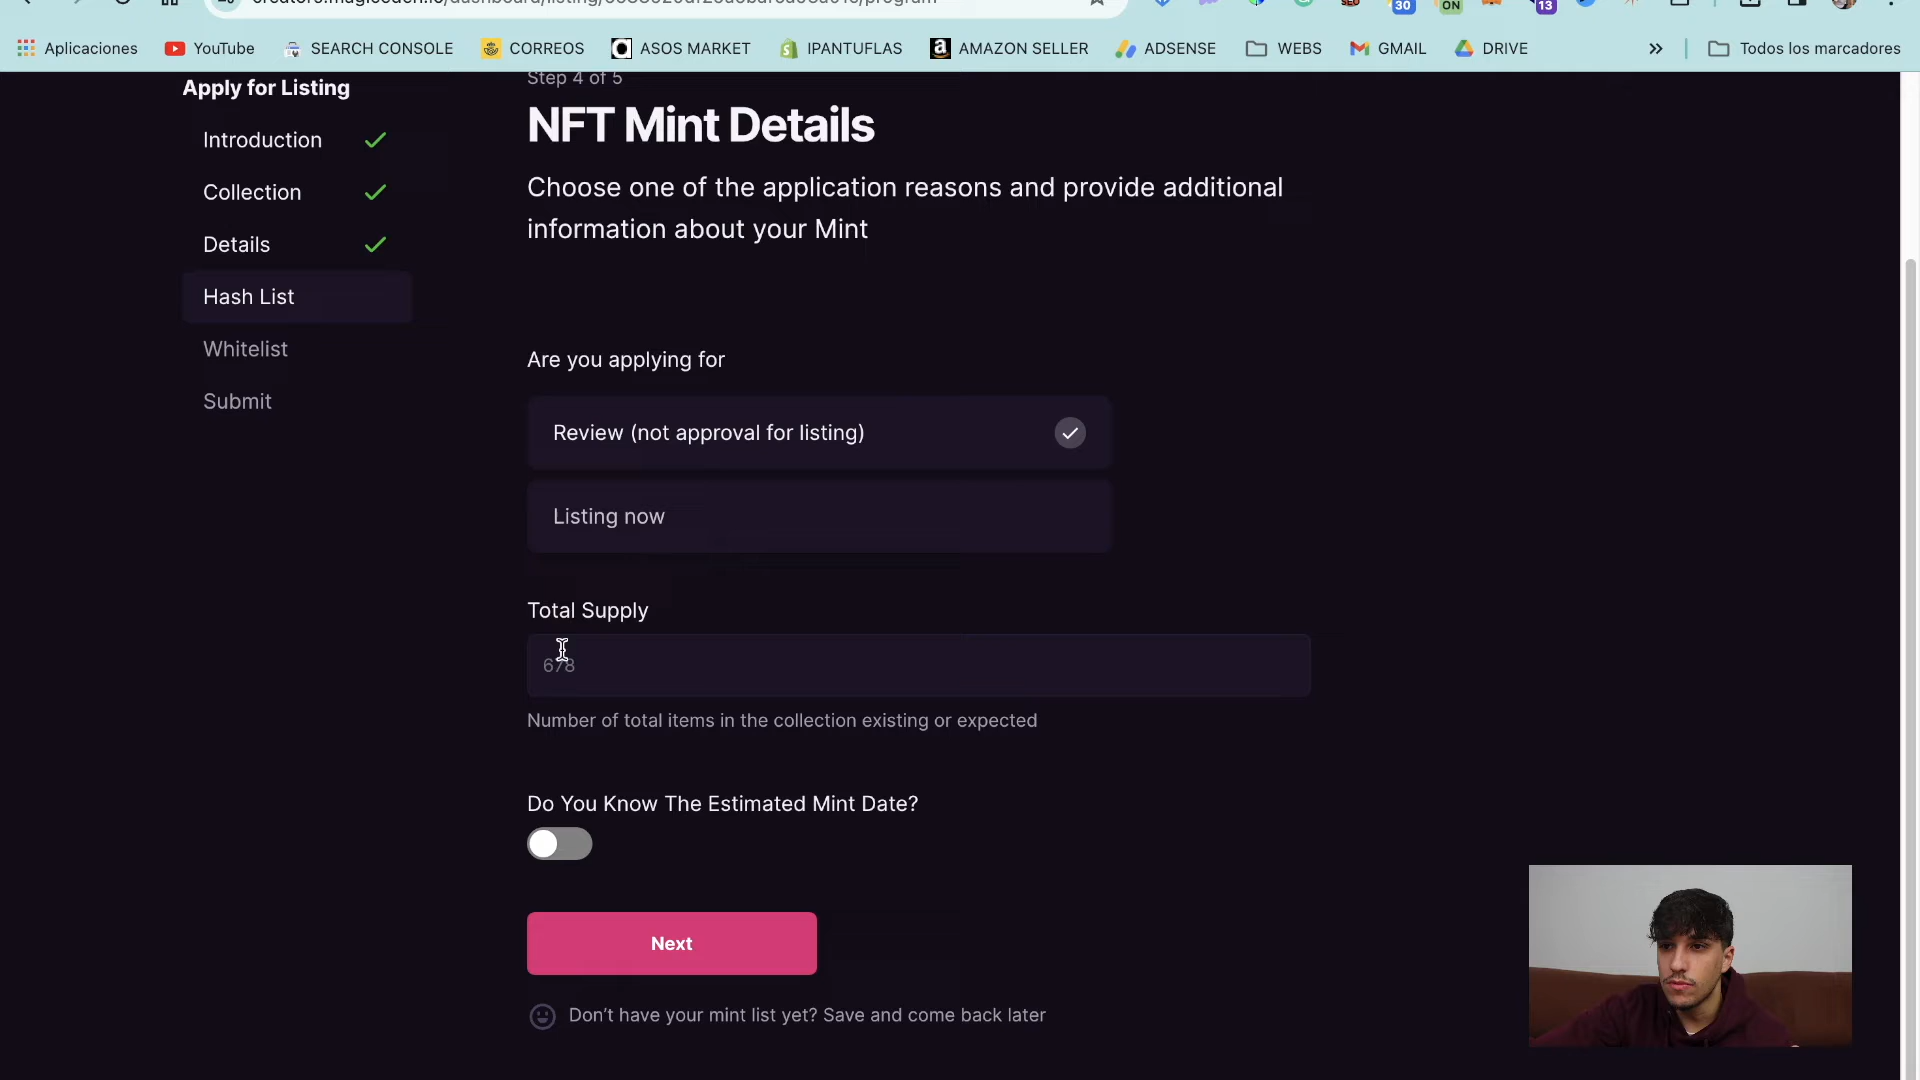 Aplicaciones YouTube SEARCH CONSOLE CORREOS ASOS MARKET IPANTUFLAS AMAZON SELLER ADSENSE WEBS GMAIL DRIVE » Todos los marcadores
30 ON 13
Apply for Listing
Introduction
Collection
Details
Hash List
Whitelist
Submit
Step 4 of 5
NFT Mint Details
Choose one of the application reasons and provide additional
information about your Mint
Are you applying for
Review (not approval for listing)
Listing now
Total Supply
678
Number of total items in the collection existing or expected
Do You Know The Estimated Mint Date?
Next
Don’t have your mint list yet? Save and come back later